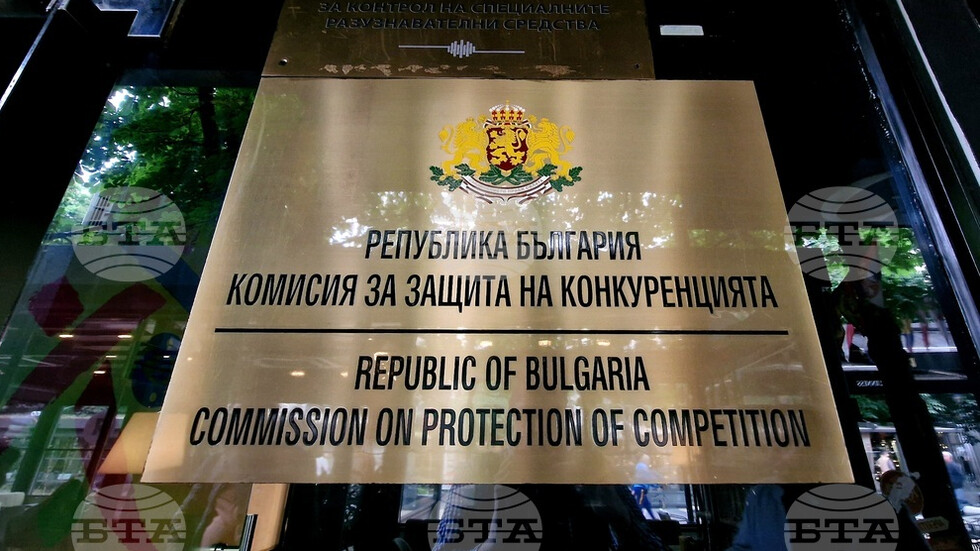 ЗА КОНТРОЛ НА СПЕЦИАЛНИТЕ
РАЗУЗНАВАТЕЛНИ СРЕДСТВА
РЕПУБЛИКА БЪЛГАРИЯ
КОМИСИЯ ЗА ЗАЩИТА НА КОНКУРЕНЦИЯТА
REPUBLIC OF BULGARIA
COMMISSION ON PROTECTION OF COMPETITION
БТА
БТА
БТА
БТА
БТА